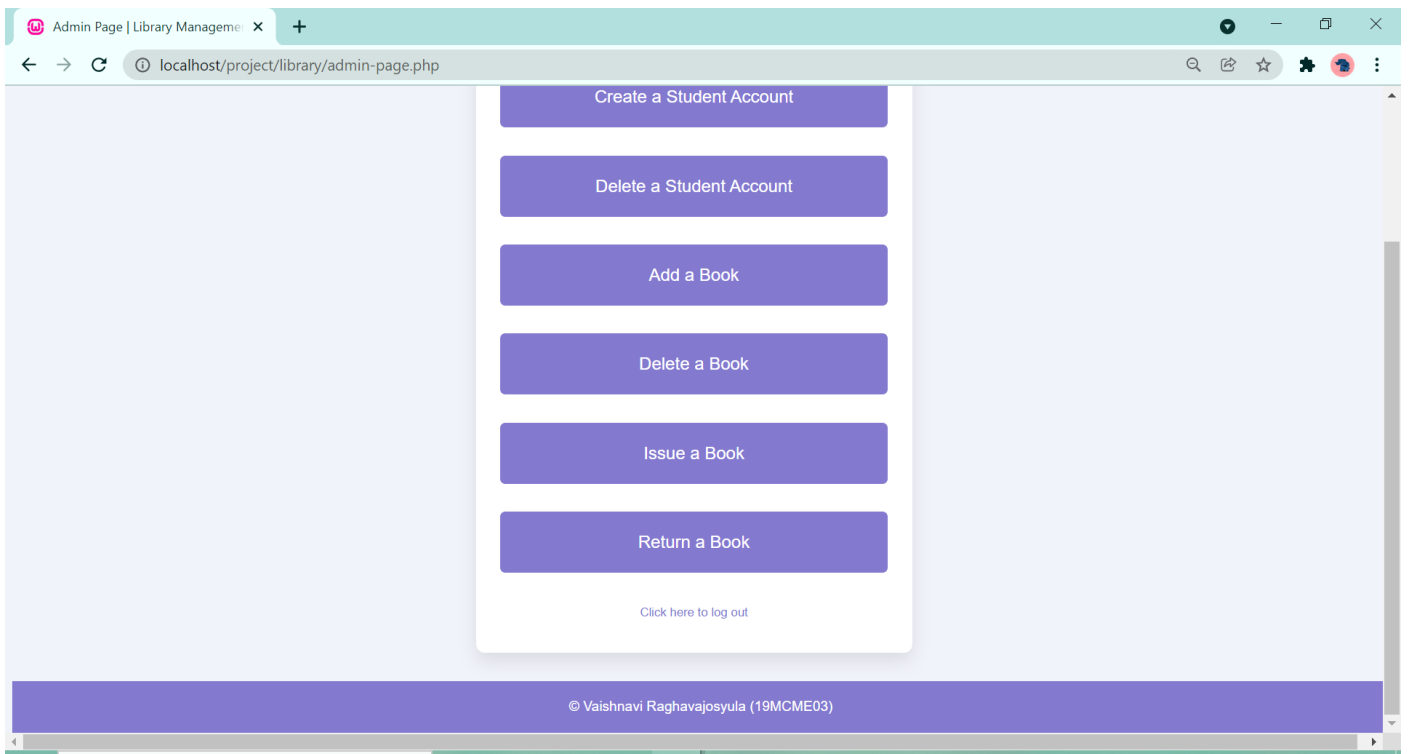 Admin Page | Library Manageme
localhost/project/library/admin-page.php
Create a Student Account
Delete a Student Account
Add a Book
Delete a Book
Issue a Book
Return a Book
Click here to log out
© Vaishnavi Raghavajosyula (19MCME03)